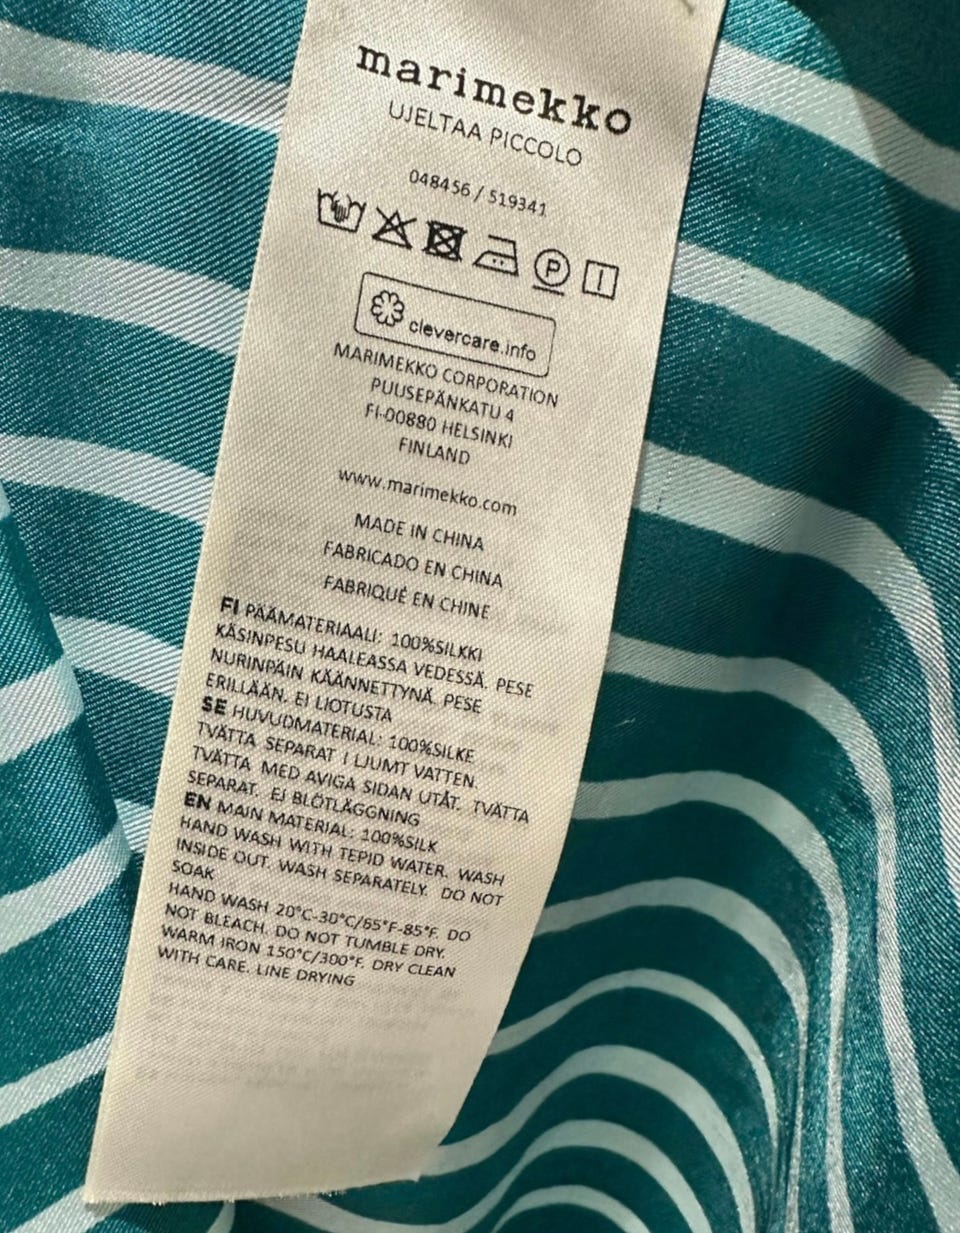 marimekko
UJELTAA PICCOLO
048456 / 519341
P
clevercare.info
MARIMEKKO CORPORATION
PUUSEPÄNKATU 4
FI-00880 HELSINKI
FINLAND
www.marimekko.com
MADE IN CHINA
FABRICADO EN CHINA
FABRIQUÉ EN CHINE
FI PÄÄMATERIAALI: 100%SILKKI
KÄSINPESU HAALEASSA VEDESSÄ. PESE
NURINPÄIN KÄÄNNETTYNÄ. PESE
ERILLÄÄN. EI LIOTUSTA
SE HUVUDMATERIAL: 100%SILKE
TVÄTTA SEPARAT I LJUMT VATTEN.
TVÄTTA MED AVIGA SIDAN UTÅT. TVÄTTA
SEPARAT. EJ BLÖTLÄGGNING
EN MAIN MATERIAL: 100%SILK
HAND WASH WITH TEPID WATER. WASH
INSIDE OUT. WASH SEPARATELY. DO NOT
SOAK
HAND WASH 20°C-30°C/65°F-85°F. DO
NOT BLEACH. DO NOT TUMBLE DRY.
WARM IRON 150°C/300°F. DRY CLEAN
WITH CARE. LINE DRYING